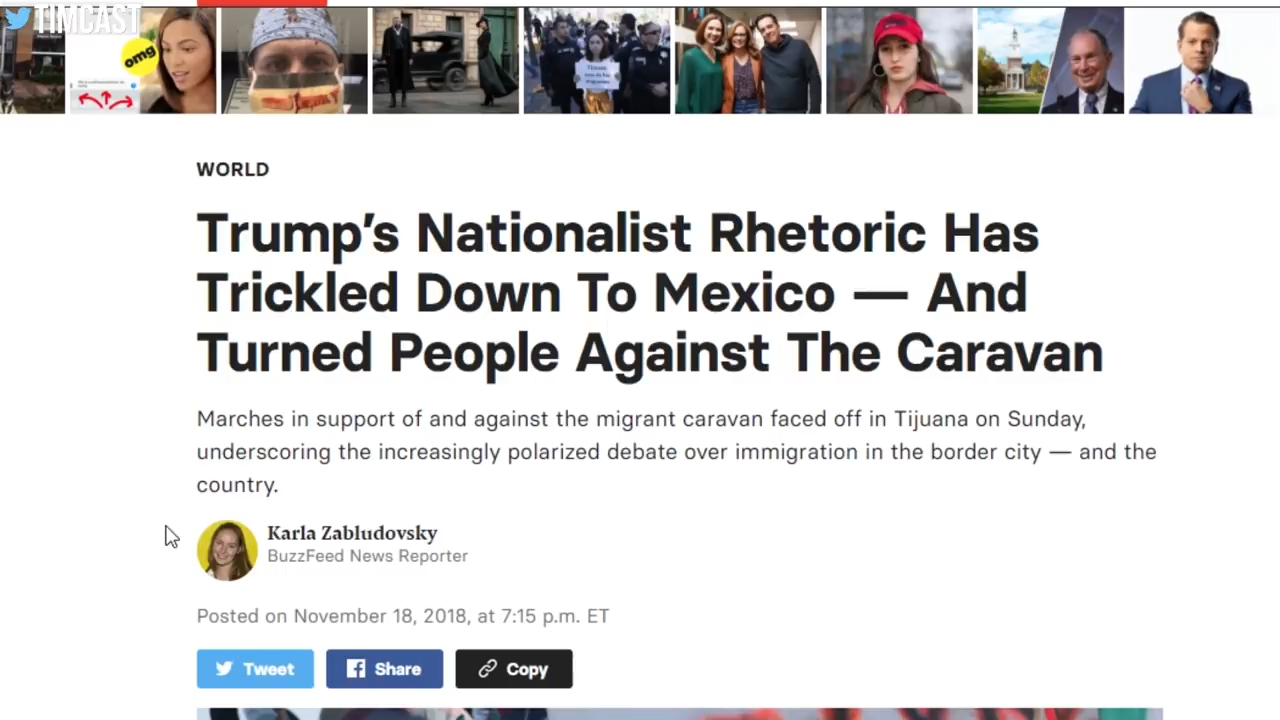 TIMCAST
omg
WORLD
Trump's Nationalist Rhetoric Has
Trickled Down To Mexico — And
Turned People Against The Caravan
Marches in support of and against the migrant caravan faced off in Tijuana on Sunday,
underscoring the increasingly polarized debate over immigration in the border city — and the
country.
Karla Zabludovsky
BuzzFeed News Reporter
Posted on November 18, 2018, at 7:15 p.m. ET
Tweet
Share
Copy